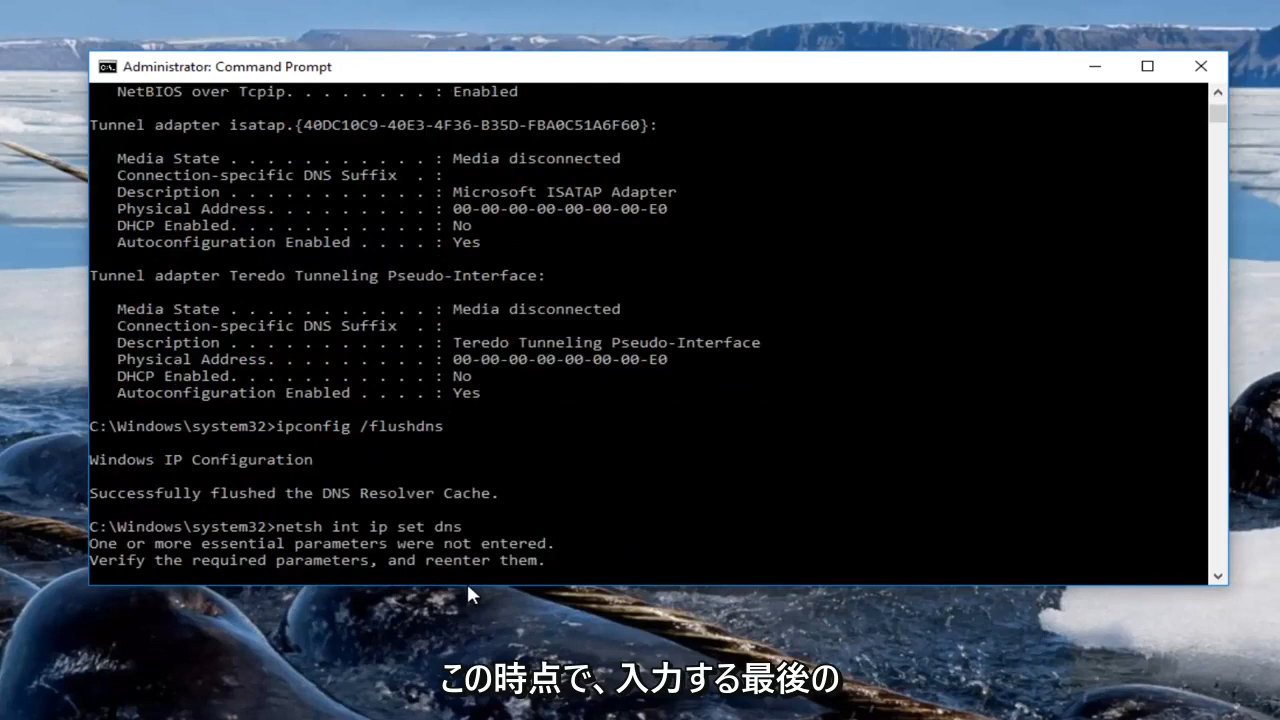 Administrator: Command Prompt
NetBIOS over Tcpip. . . . . . . . : Enabled
Tunnel adapter isatap.{40DC10C9-40E3-4F36-B35D-FBA0C51A6F60}:
Media State . . . . . . . . . . . : Media disconnected
Connection-specific DNS Suffix  . :
Description . . . . . . . . . . . : Microsoft ISATAP Adapter
Physical Address. . . . . . . . . : 00-00-00-00-00-00-00-E0
DHCP Enabled. . . . . . . . . . . : No
Autoconfiguration Enabled . . . . : Yes
Tunnel adapter Teredo Tunneling Pseudo-Interface:
Media State . . . . . . . . . . . : Media disconnected
Connection-specific DNS Suffix  . :
Description . . . . . . . . . . . : Teredo Tunneling Pseudo-Interface
Physical Address. . . . . . . . . : 00-00-00-00-00-00-00-E0
DHCP Enabled. . . . . . . . . . . : No
Autoconfiguration Enabled . . . . : Yes
C:\Windows\system32>ipconfig /flushdns
Windows IP Configuration
Successfully flushed the DNS Resolver Cache.
C:\Windows\system32>netsh int ip set dns
One or more essential parameters were not entered.
Verify the required parameters, and reenter them.
この時点で、入力する最後の